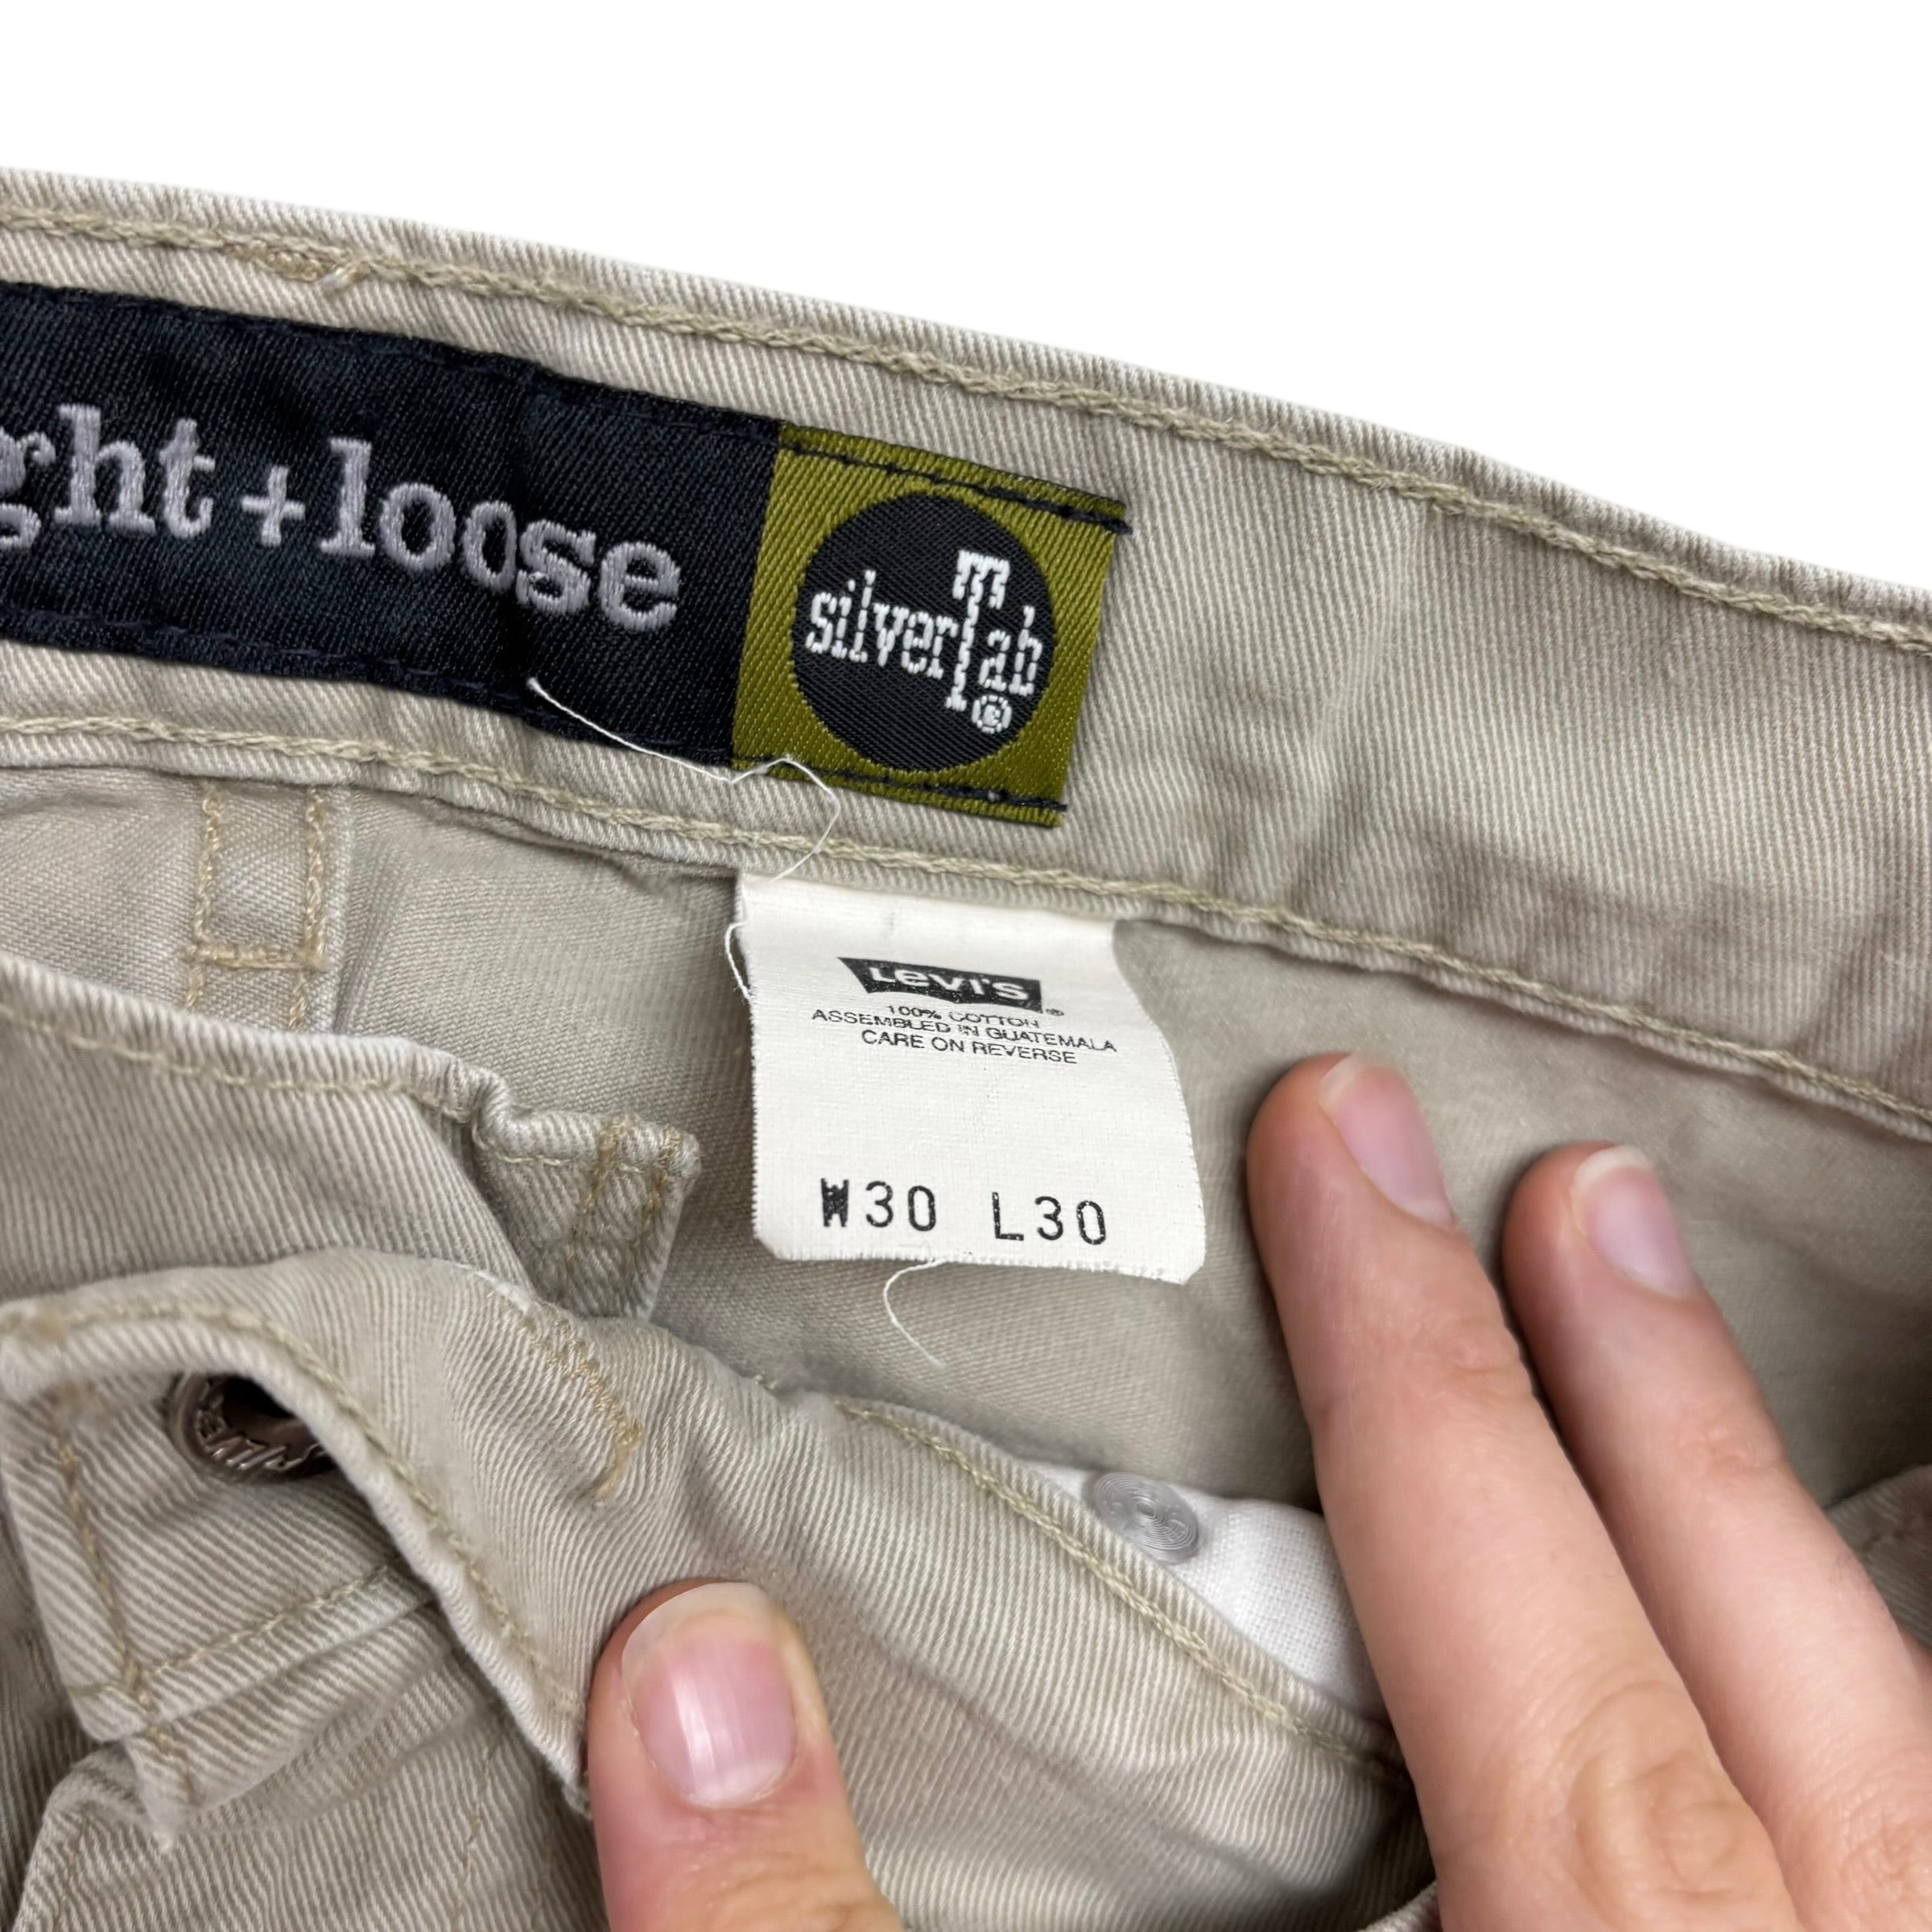 ght + loose
silverTab
®
LEVI'S ®
100% COTTON
ASSEMBLED IN GUATEMALA
CARE ON REVERSE
W30 L30